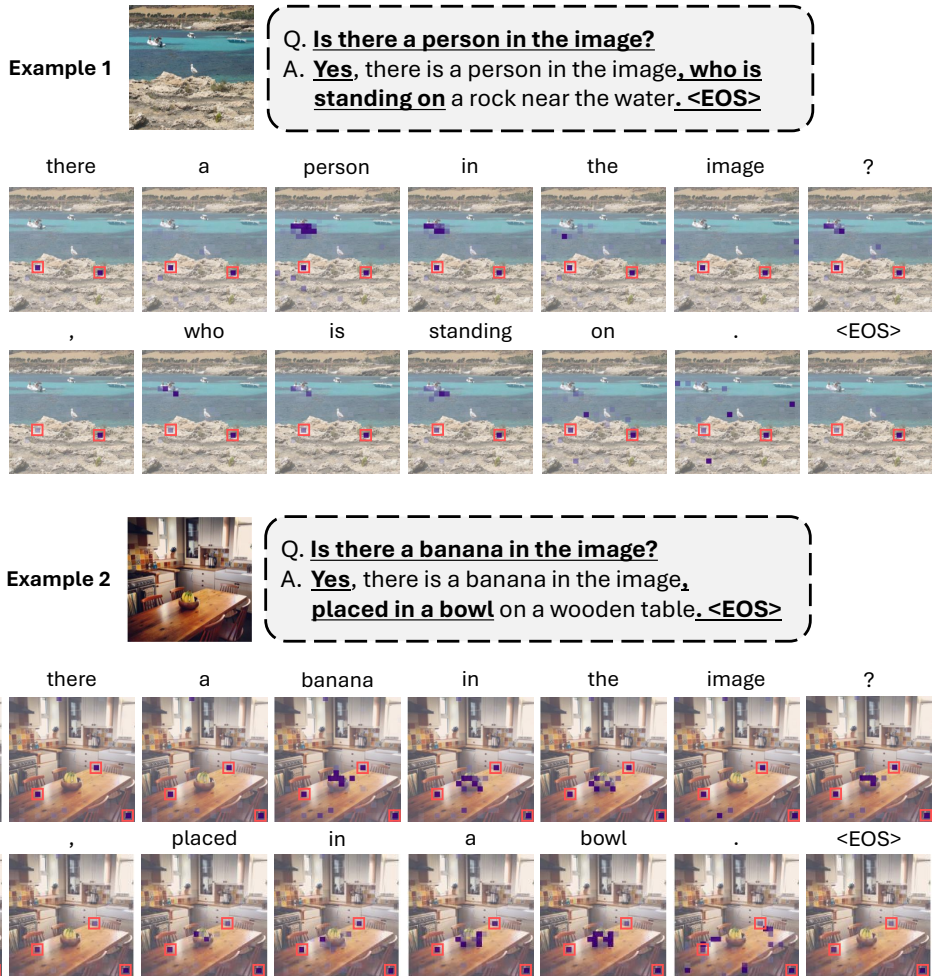 Example 1
Q. Is there a person in the image?
A. Yes, there is a person in the image, who is
standing on a rock near the water. <EOS>
there a person in the image ?
, who is standing on . <EOS>
Example 2
Q. Is there a banana in the image?
A. Yes, there is a banana in the image,
placed in a bowl on a wooden table. <EOS>
there a banana in the image ?
, placed in a bowl . <EOS>